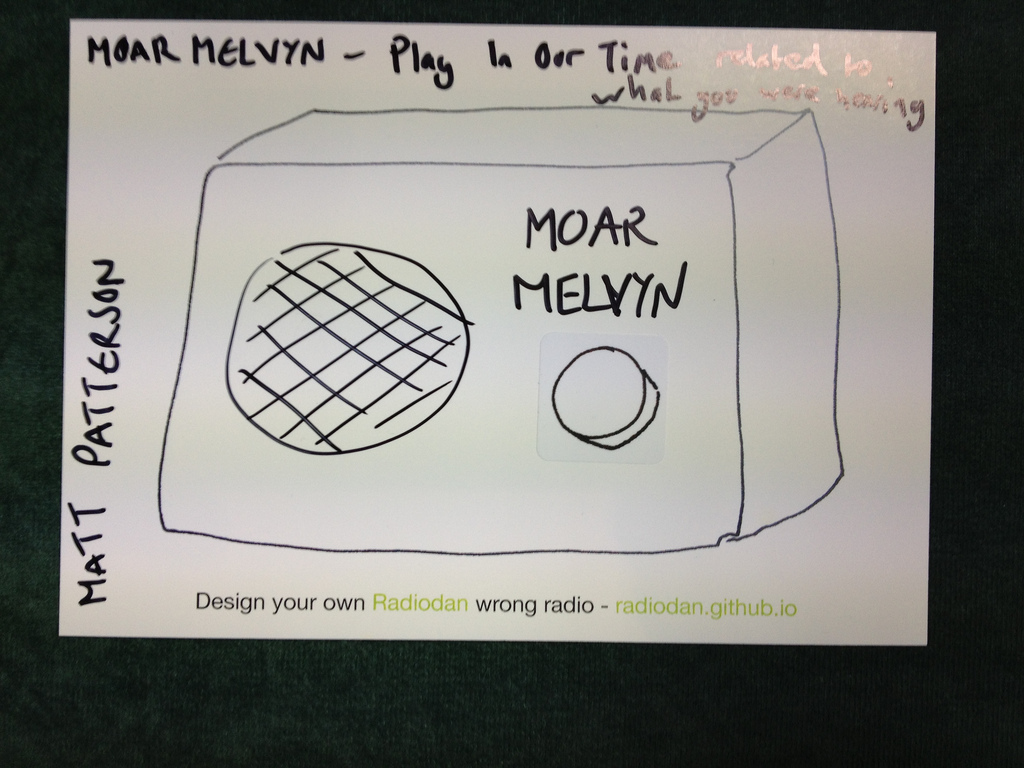 MOAR MELVYN – Play In Our Time related to
what you were hearing
MOAR
MELVYN
MATT PATTERSON
Design your own Radiodan wrong radio - radiodan.github.io